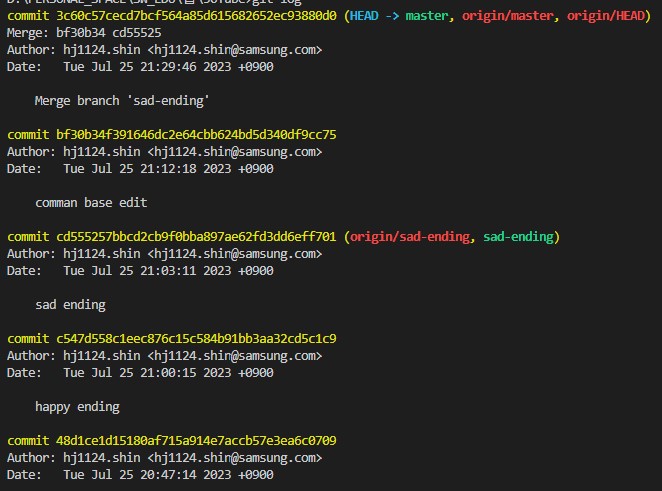 commit 3c60c57cecd7bcf564a85d615682652ec93880d0 (HEAD -> master, origin/master, origin/HEAD)
Merge: bf30b34 cd55525
Author: hj1124.shin <hj1124.shin@samsung.com>
Date:   Tue Jul 25 21:29:46 2023 +0900
Merge branch 'sad-ending'
commit bf30b34f391646dc2e64cbb624bd5d340df9cc75
Author: hj1124.shin <hj1124.shin@samsung.com>
Date:   Tue Jul 25 21:12:18 2023 +0900
comman base edit
commit cd555257bbcd2cb9f0bba897ae62fd3dd6eff701 (origin/sad-ending, sad-ending)
Author: hj1124.shin <hj1124.shin@samsung.com>
Date:   Tue Jul 25 21:03:11 2023 +0900
sad ending
commit c547d558c1eec876c15c584b91bb3aa32cd5c1c9
Author: hj1124.shin <hj1124.shin@samsung.com>
Date:   Tue Jul 25 21:00:15 2023 +0900
happy ending
commit 48d1ce1d15180af715a914e7accb57e3ea6c0709
Author: hj1124.shin <hj1124.shin@samsung.com>
Date:   Tue Jul 25 20:47:14 2023 +0900